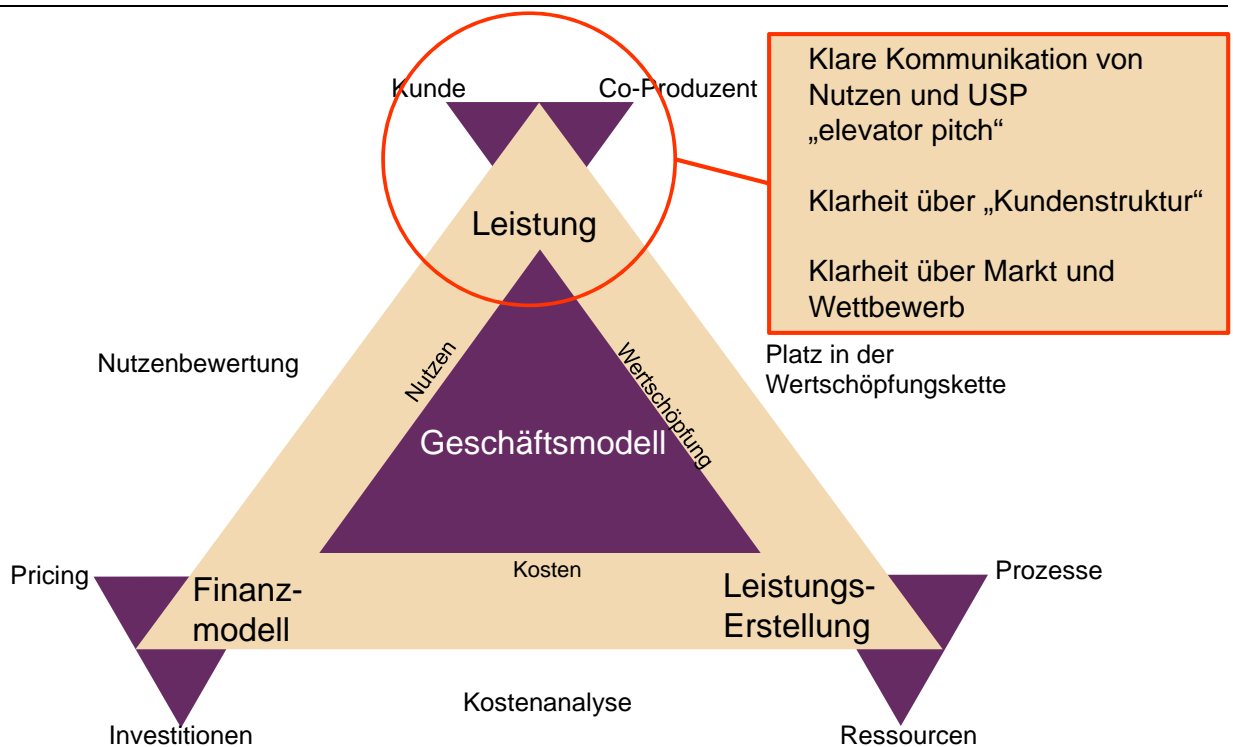 Kunde
Co-Produzent
Klare Kommunikation von
Nutzen und USP
„elevator pitch“
Klarheit über „Kundenstruktur“
Klarheit über Markt und
Wettbewerb
Leistung
Nutzenbewertung
Nutzen
Wertschöpfung
Platz in der
Wertschöpfungskette
Geschäftsmodell
Pricing
Finanz-
modell
Kosten
Leistungs-
Erstellung
Prozesse
Kostenanalyse
Investitionen
Ressourcen